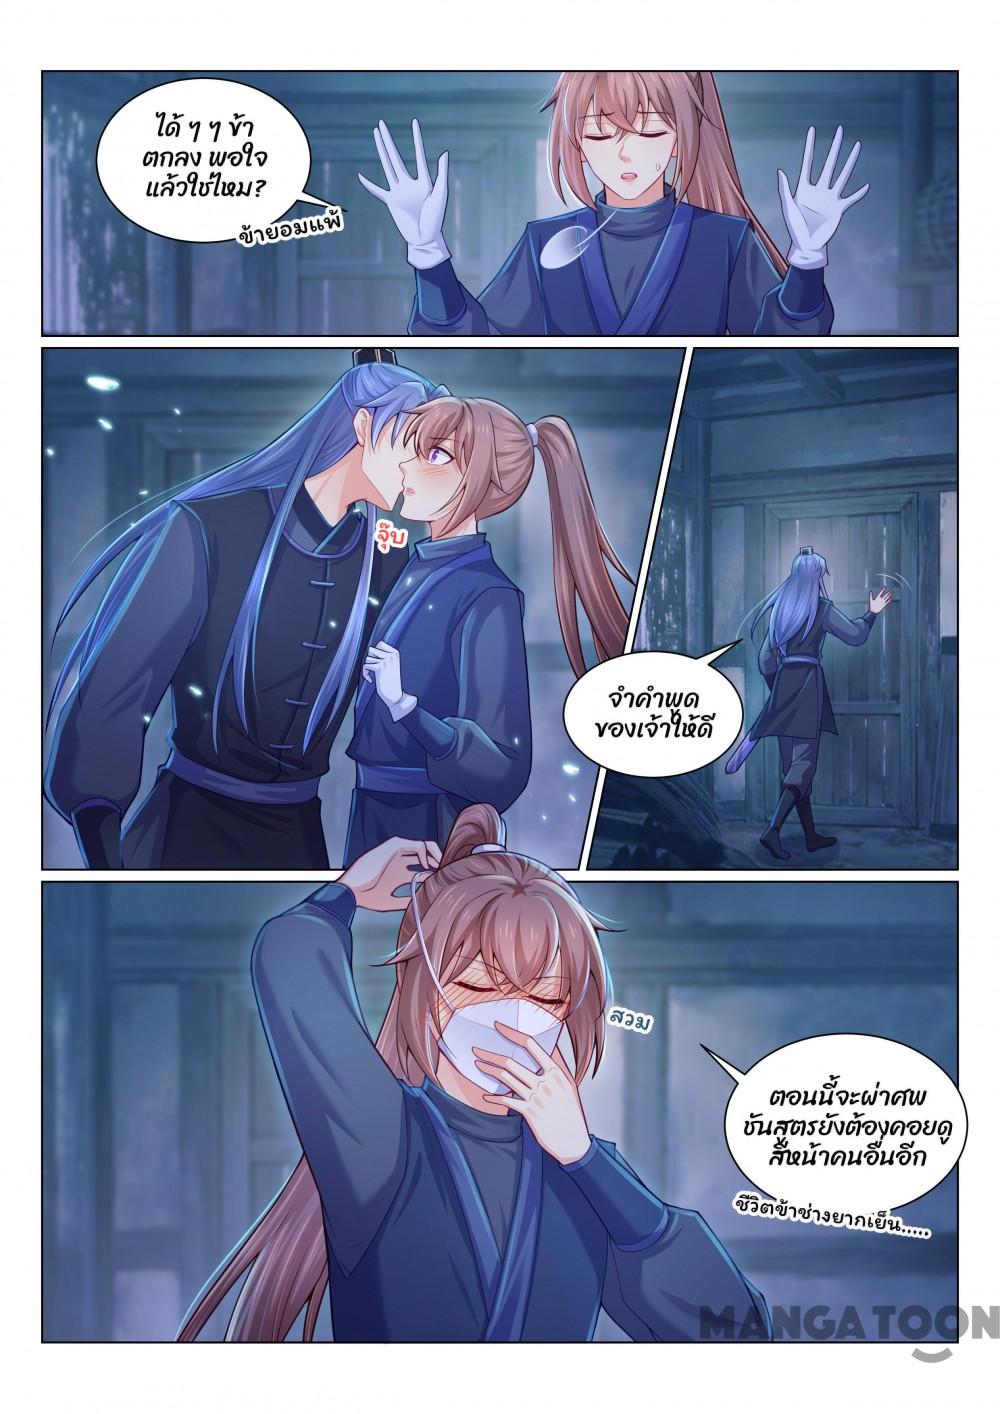 ได้ ๆ ๆ ข้า
ตกลง พอใจ
แล้วใช่ไหม?
ข้ายอมแพ้
จุ๊บ
จำคำพูด
ของเจ้าให้ดี
สวม
ตอนนี้จะผ่าศพ
ชันสูตรยังต้องคอยดู
สีหน้าคนอื่นอีก
ชีวิตข้าช่างยากเย็น.....
MANGATOON